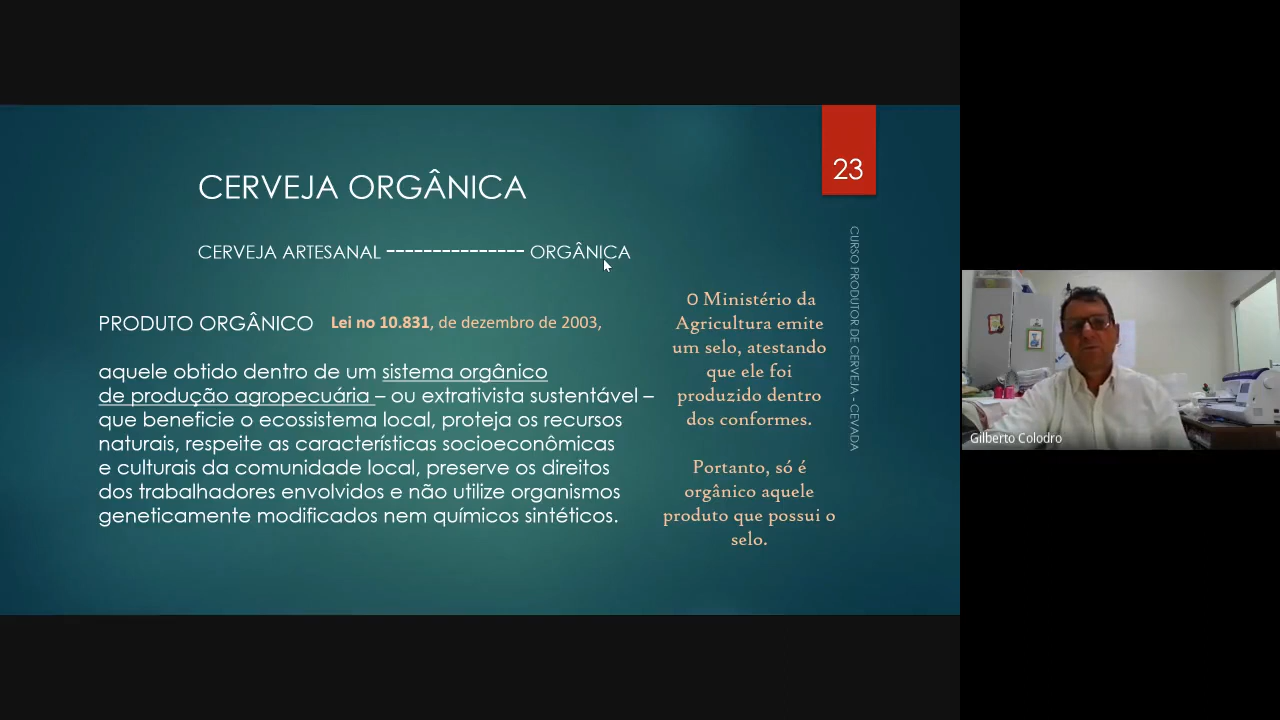 23
CERVEJA ORGÂNICA
CERVEJA ARTESANAL --------------- ORGÂNICA
PRODUTO ORGÂNICO Lei no 10.831, de dezembro de 2003,
aquele obtido dentro de um sistema orgânico
de produção agropecuária – ou extrativista sustentável –
que beneficie o ecossistema local, proteja os recursos
naturais, respeite as características socioeconômicas
e culturais da comunidade local, preserve os direitos
dos trabalhadores envolvidos e não utilize organismos
geneticamente modificados nem químicos sintéticos.
O Ministério da
Agricultura emite
um selo, atestando
que ele foi
produzido dentro
dos conformes.
Portanto, só é
orgânico aquele
produto que possui o
selo.
CURSO PRODUTOR DE CERVEJA - CEVADA
Gilberto Colodro